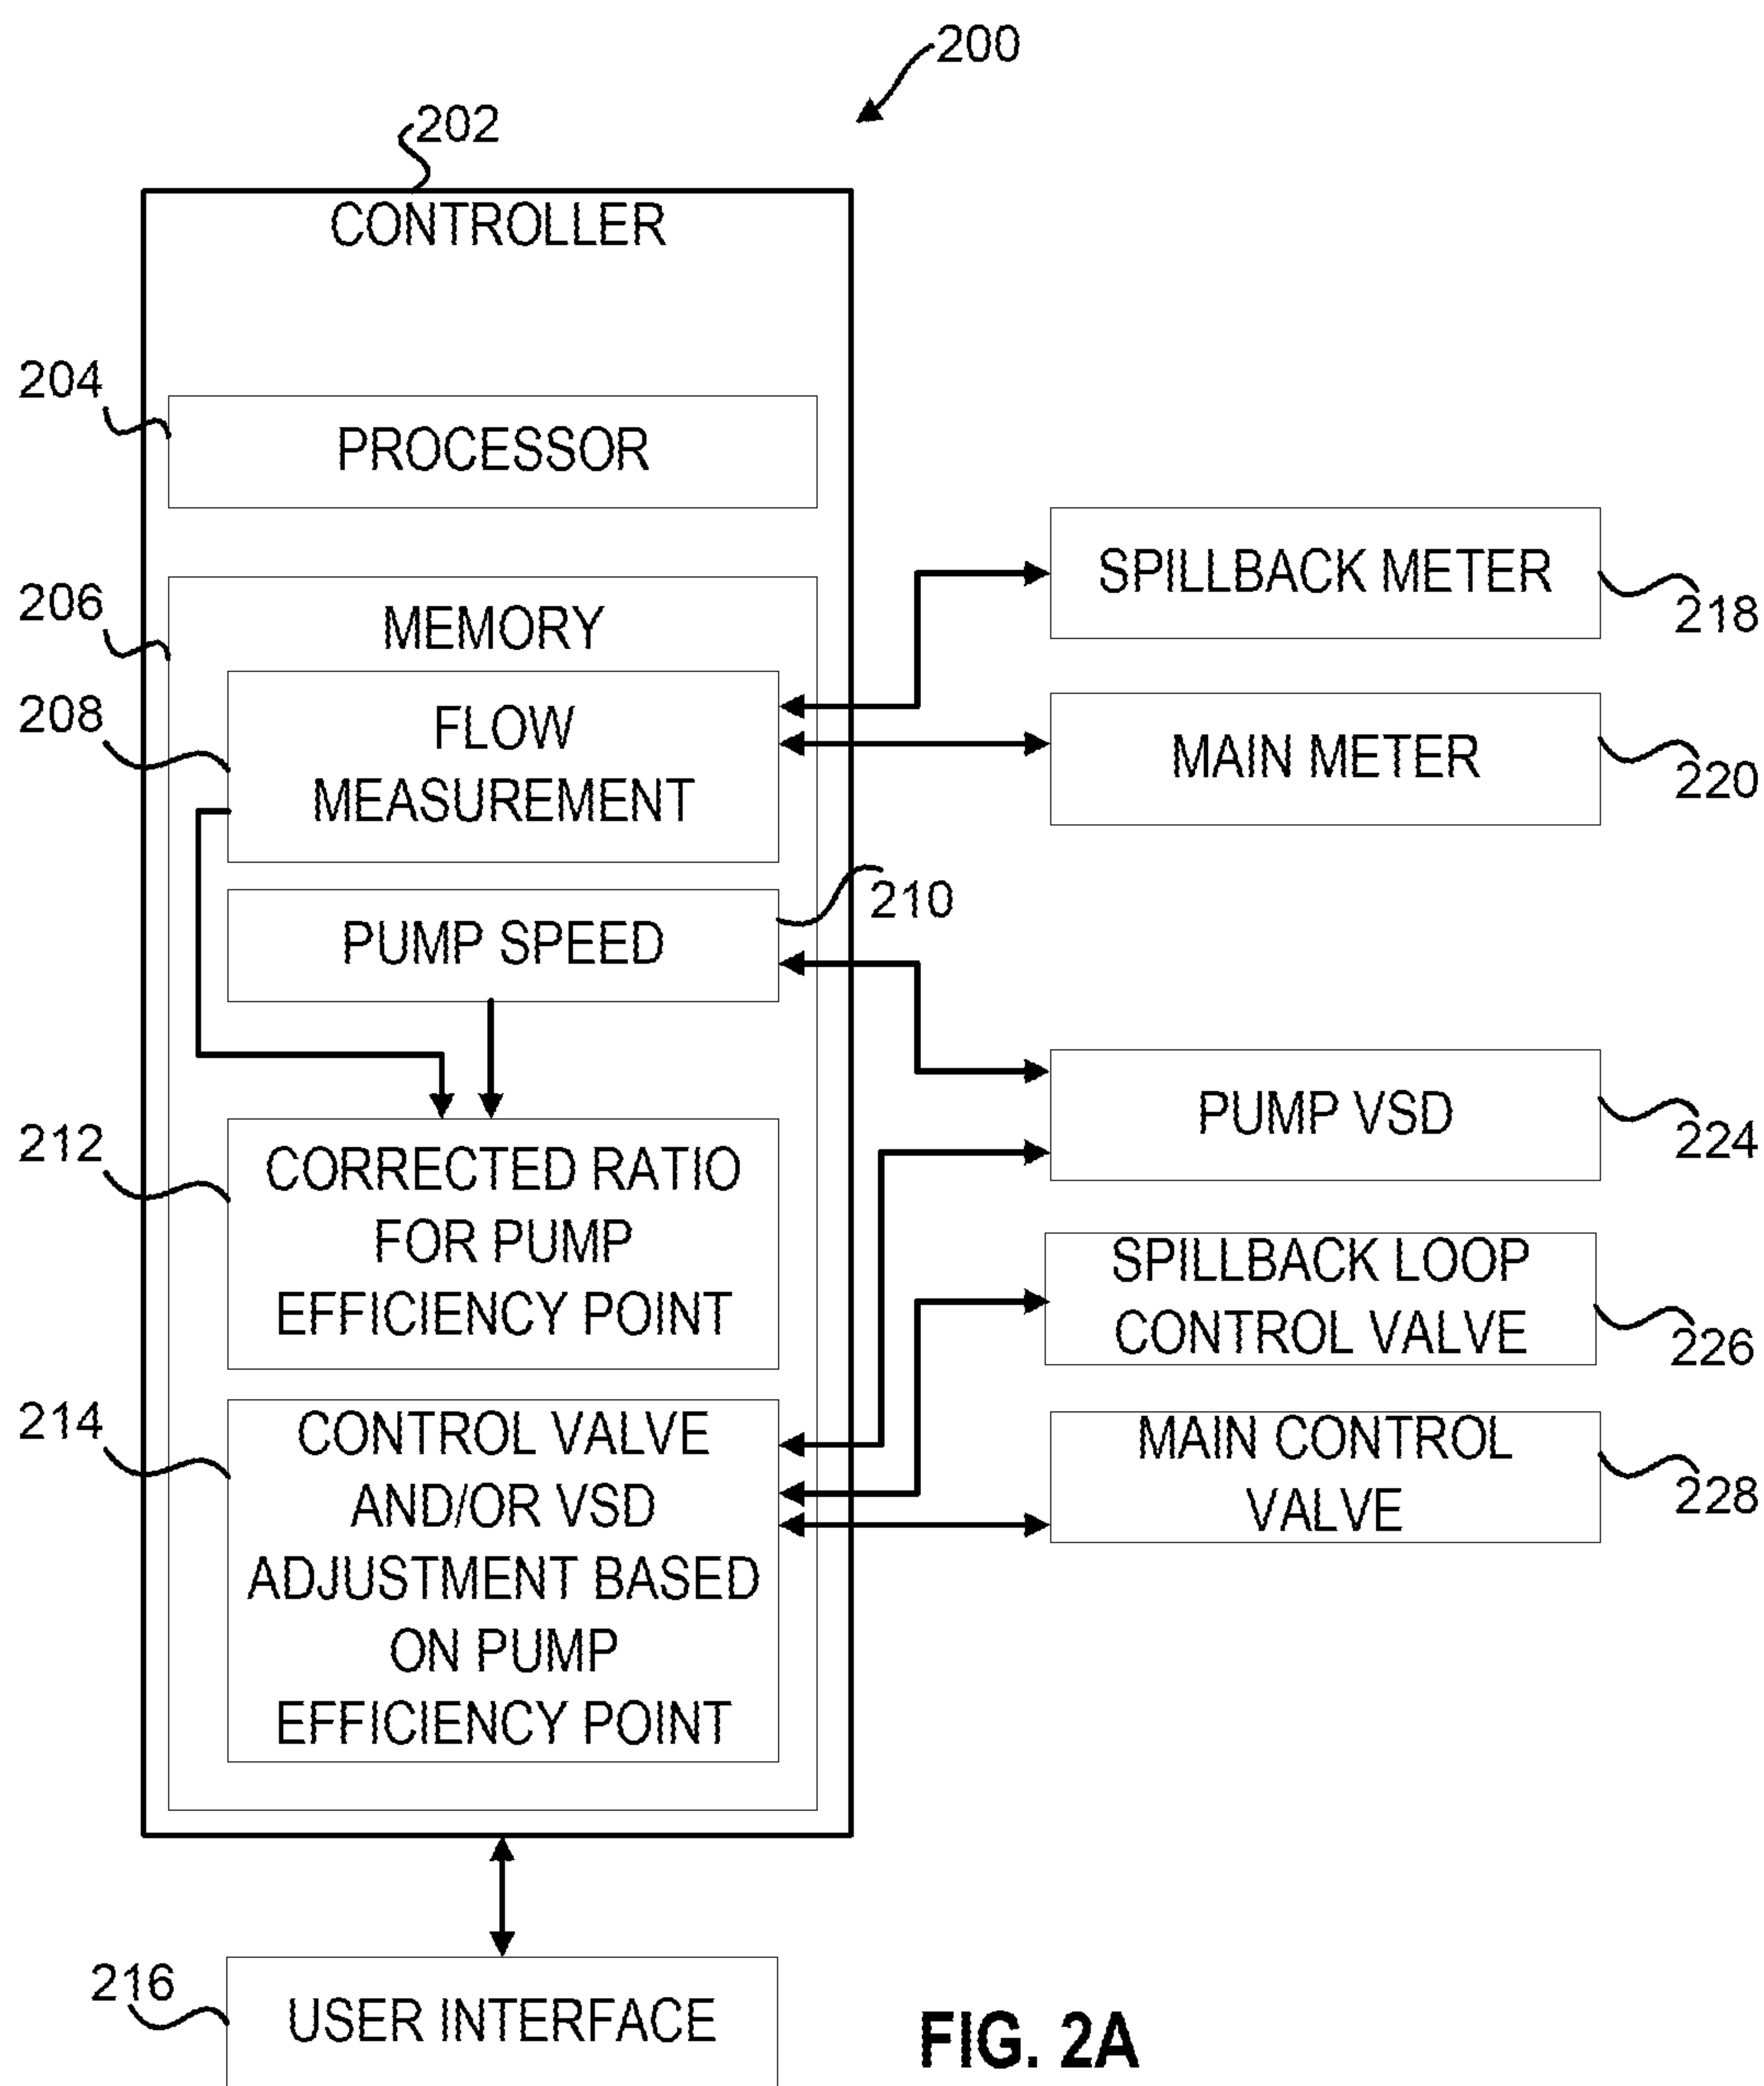 200
202
CONTROLLER
204
PROCESSOR
206
MEMORY
208
FLOW
MEASUREMENT
210
PUMP SPEED
212
CORRECTED RATIO
FOR PUMP
EFFICIENCY POINT
214
CONTROL VALVE
AND/OR VSD
ADJUSTMENT BASED
ON PUMP
EFFICIENCY POINT
SPILLBACK METER
218
MAIN METER
220
PUMP VSD
224
SPILLBACK LOOP
CONTROL VALVE
226
MAIN CONTROL
VALVE
228
216
USER INTERFACE
FIG. 2A